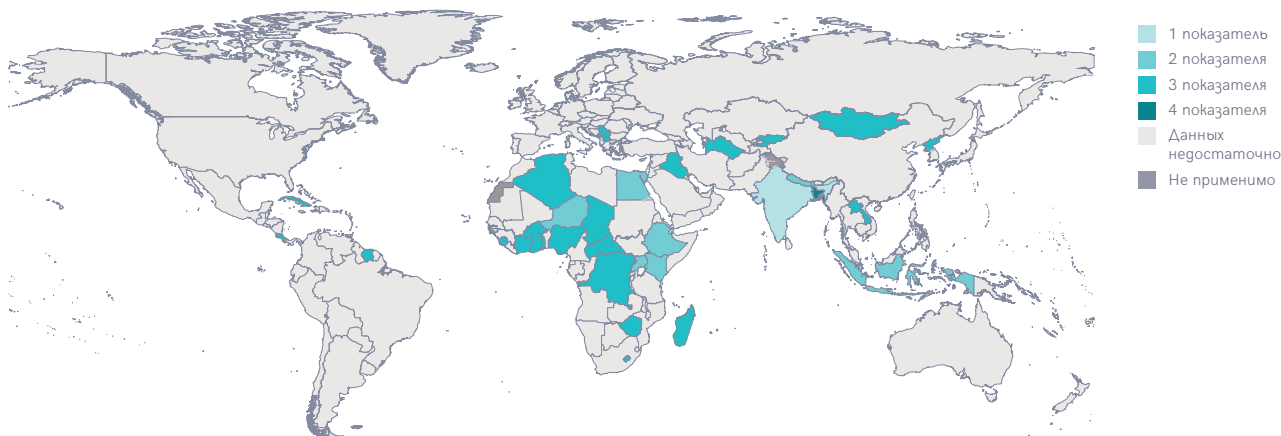 1 показатель
2 показателя
3 показателя
4 показателя
Данных
недостаточно
Не применимо